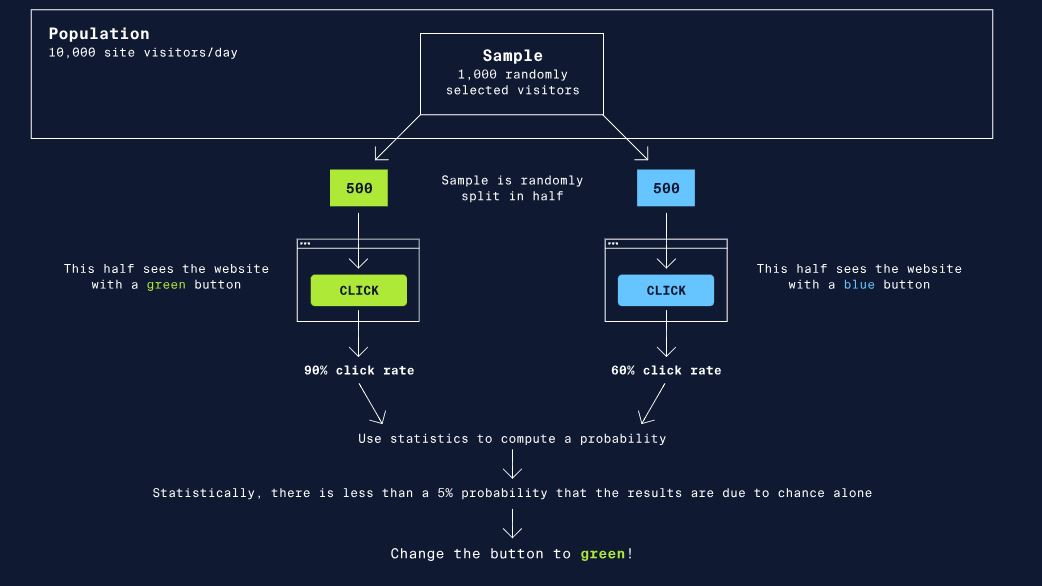 Population
10,000 site visitors/day
Sample
1,000 randomly
selected visitors
500
Sample is randomly
split in half
500
This half sees the website
with a green button
CLICK
CLICK
This half sees the website
with a blue button
90% click rate
60% click rate
Use statistics to compute a probability
Statistically, there is less than a 5% probability that the results are due to chance alone
Change the button to green!